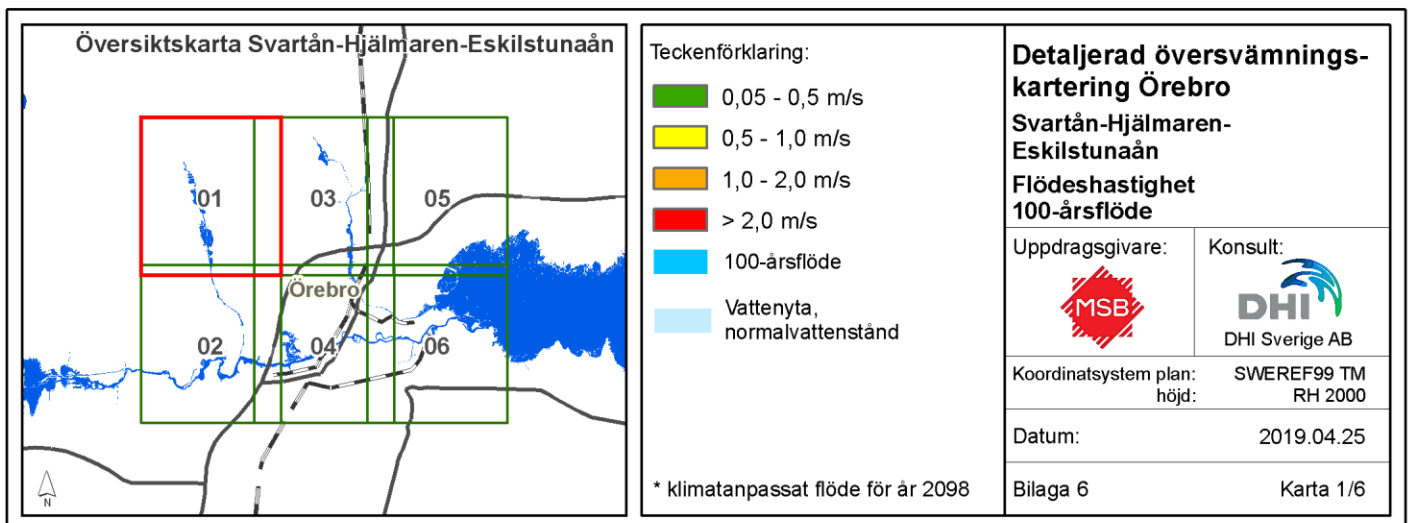 Översiktskarta Svartån-Hjälmaren-Eskilstunaån
01
03
05
Örebro
02
04
06
N
Teckenförklaring:
0,05 - 0,5 m/s
0,5 - 1,0 m/s
1,0 - 2,0 m/s
> 2,0 m/s
100-årsflöde
Vattenyta,
normalvattenstånd
* klimatanpassat flöde för år 2098
Detaljerad översvämnings-
kartering Örebro
Svartån-Hjälmaren-
Eskilstunaån
Flödeshastighet
100-årsflöde
Uppdragsgivare:
MSB
Konsult:
DHI
DHI Sverige AB
Koordinatsystem plan: SWEREF99 TM
höjd: RH 2000
Datum: 2019.04.25
Bilaga 6 Karta 1/6